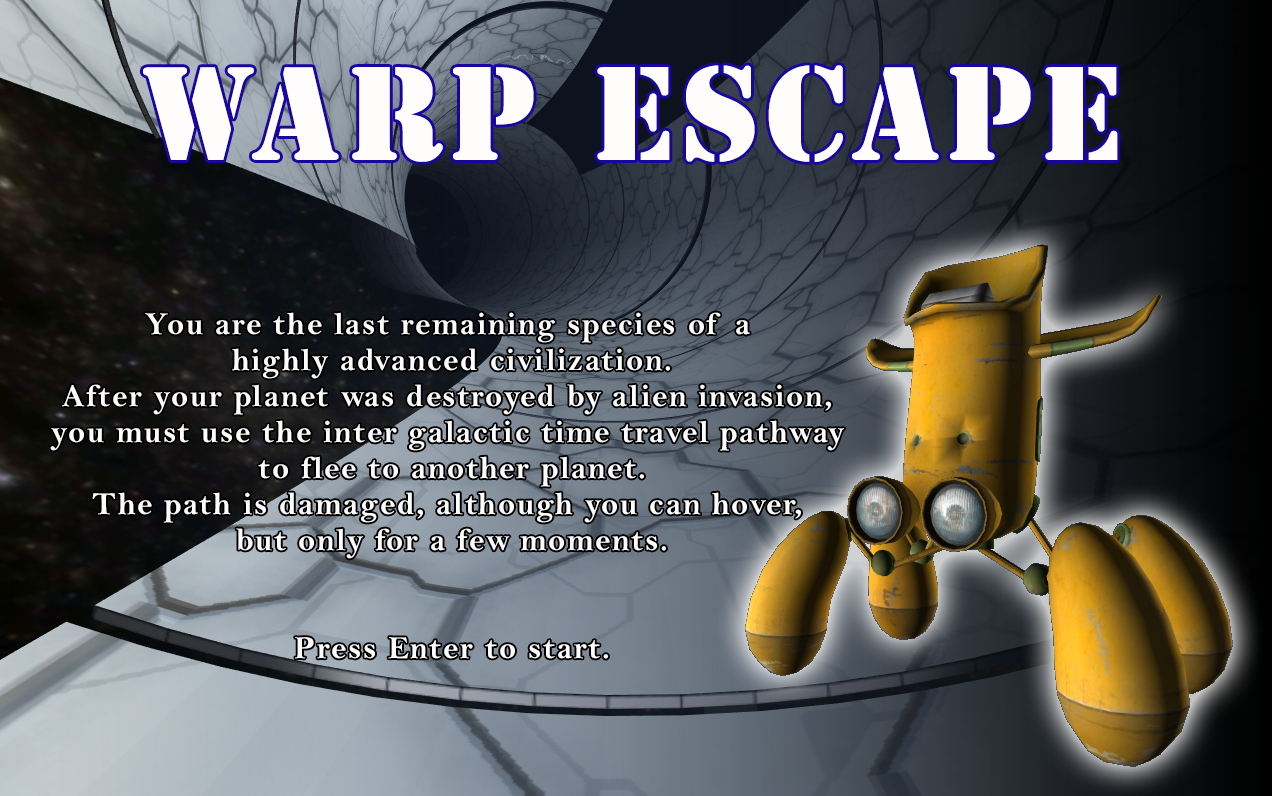 WARP ESCAPE
You are the last remaining species of a
highly advanced civilization.
After your planet was destroyed by alien invasion,
you must use the inter galactic time travel pathway
to flee to another planet.
The path is damaged, although you can hover,
but only for a few moments.
Press Enter to start.